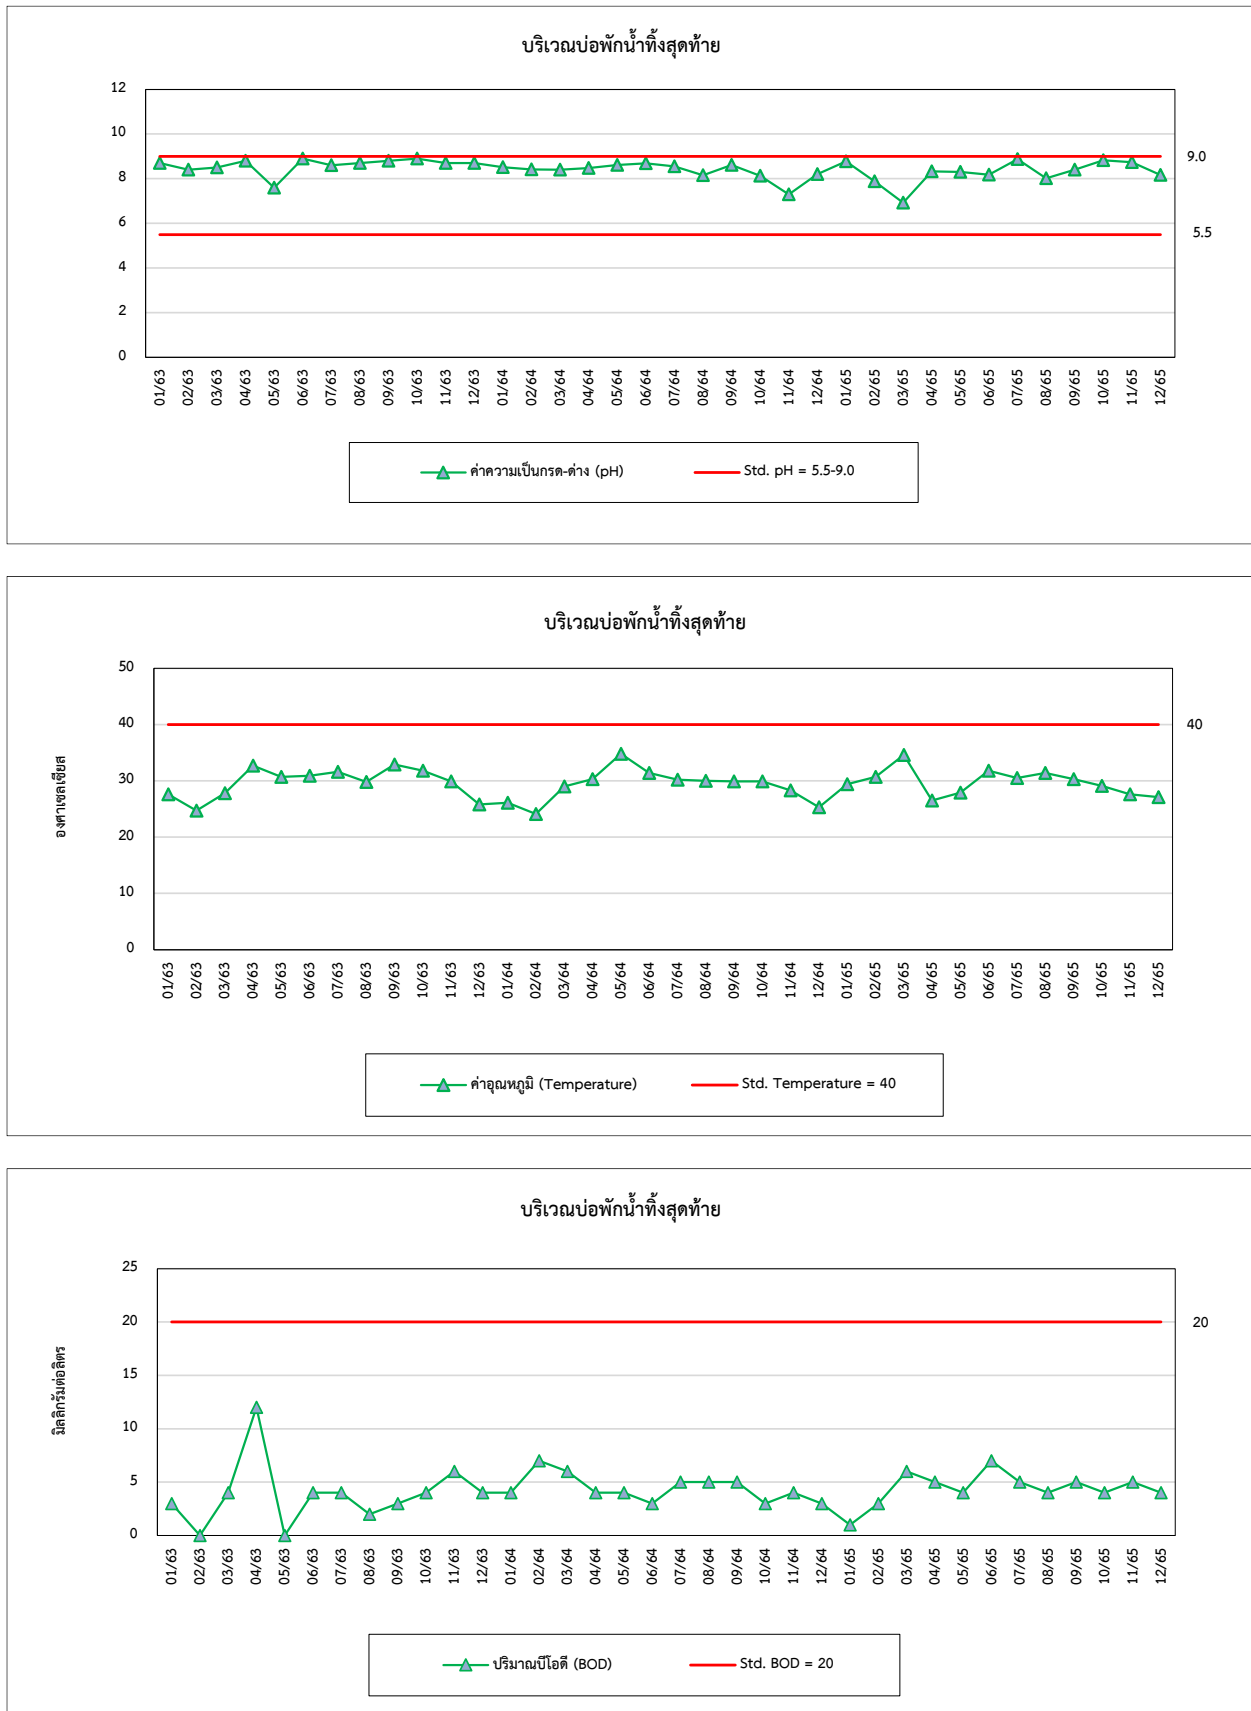 บริเวณบ่อพักน้ำทิ้งสุดท้าย
12
10
8
6
4
2
0
9.0
5.5
01/63 02/63 03/63 04/63 05/63 06/63 07/63 08/63 09/63 10/63 11/63 12/63 01/64 02/64 03/64 04/64 05/64 06/64 07/64 08/64 09/64 10/64 11/64 12/64 01/65 02/65 03/65 04/65 05/65 06/65 07/65 08/65 09/65 10/65 11/65 12/65
ค่าความเป็นกรด-ด่าง (pH) Std. pH = 5.5-9.0
บริเวณบ่อพักน้ำทิ้งสุดท้าย
องศาเซลเซียส
50
40
30
20
10
0
40
01/63 02/63 03/63 04/63 05/63 06/63 07/63 08/63 09/63 10/63 11/63 12/63 01/64 02/64 03/64 04/64 05/64 06/64 07/64 08/64 09/64 10/64 11/64 12/64 01/65 02/65 03/65 04/65 05/65 06/65 07/65 08/65 09/65 10/65 11/65 12/65
ค่าอุณหภูมิ (Temperature) Std. Temperature = 40
บริเวณบ่อพักน้ำทิ้งสุดท้าย
มิลลิกรัมต่อลิตร
25
20
15
10
5
0
20
01/63 02/63 03/63 04/63 05/63 06/63 07/63 08/63 09/63 10/63 11/63 12/63 01/64 02/64 03/64 04/64 05/64 06/64 07/64 08/64 09/64 10/64 11/64 12/64 01/65 02/65 03/65 04/65 05/65 06/65 07/65 08/65 09/65 10/65 11/65 12/65
ปริมาณบีโอดี (BOD) Std. BOD = 20